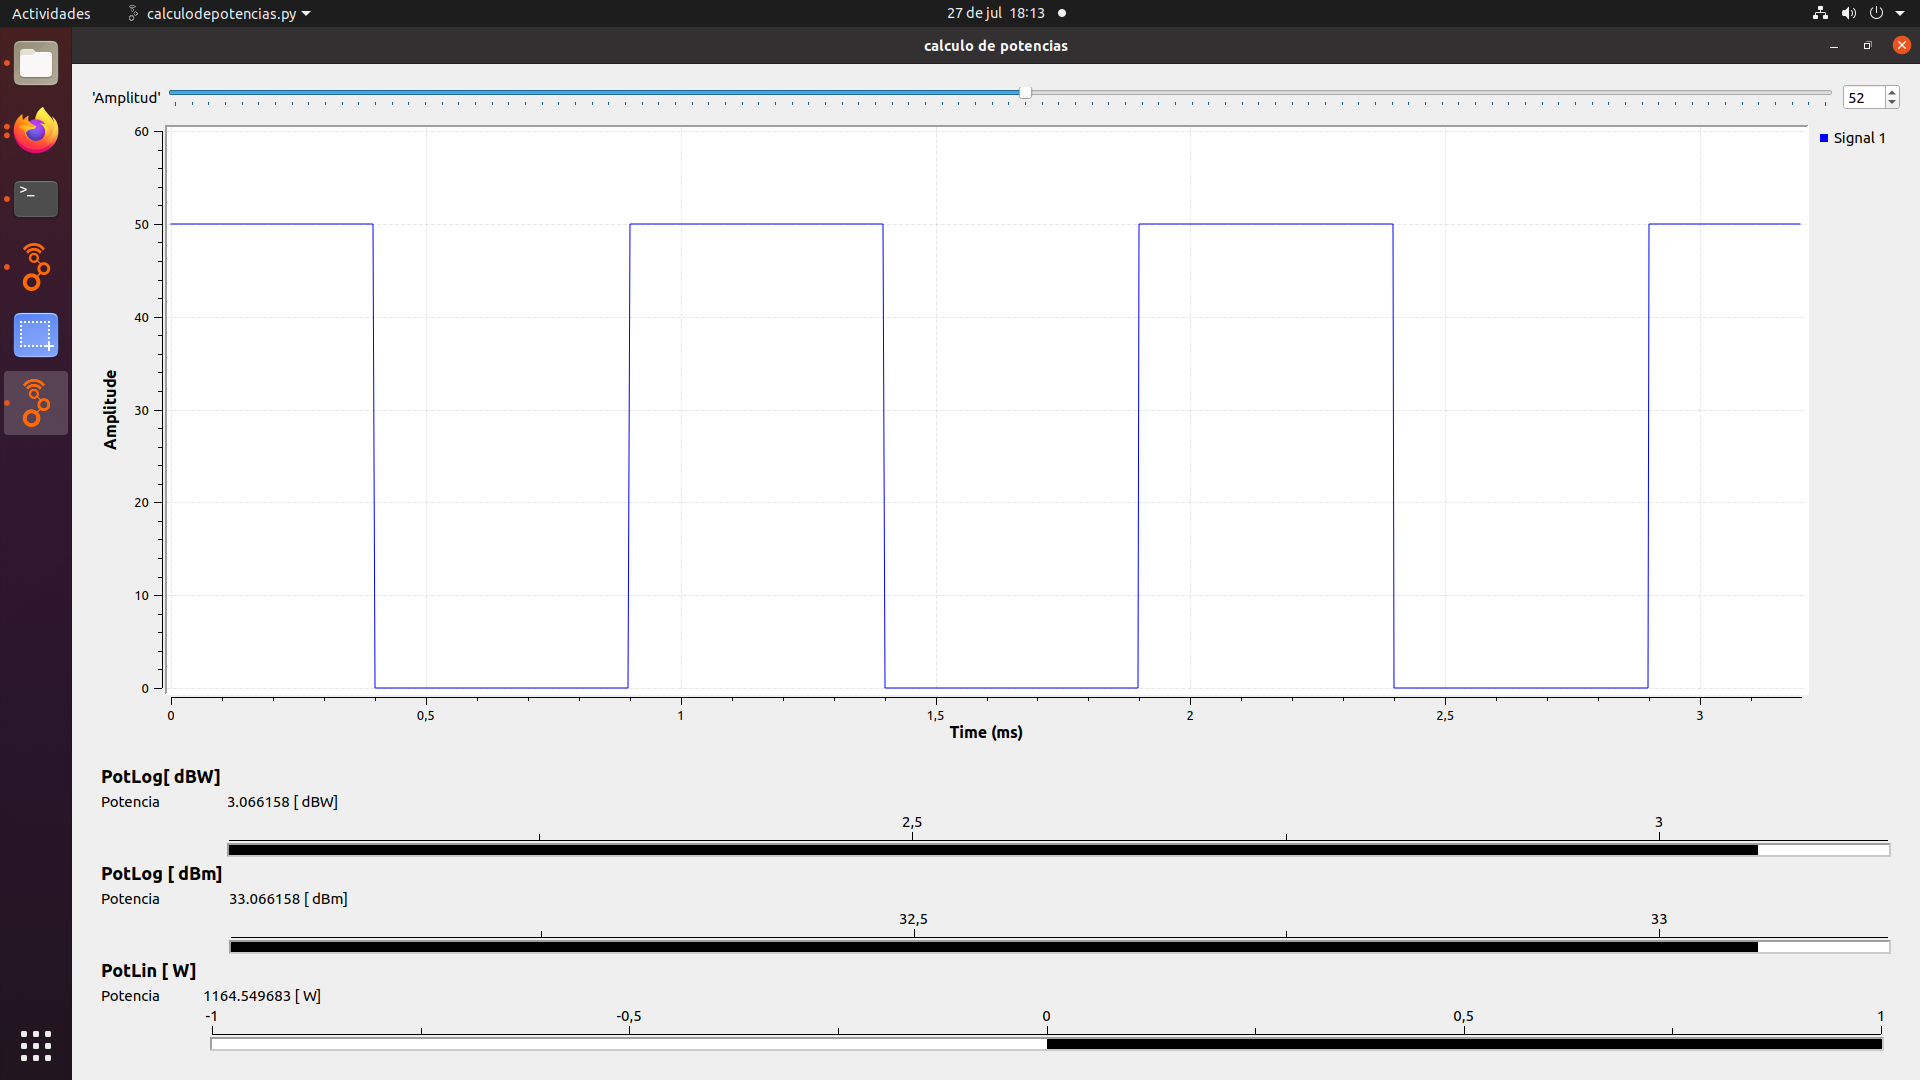 Actividades calculodepotencias.py 27 de jul 18:13
calculo de potencias
'Amplitud' 52
Signal 1
60
50
40
30
20
10
0
Amplitude
0 0,5 1 1,5 2 2,5 3
Time (ms)
PotLog[ dBW]
Potencia 3.066158 [ dBW]
2,5 3
PotLog [ dBm]
Potencia 33.066158 [ dBm]
32,5 33
PotLin [ W]
Potencia 1164.549683 [ W]
-1 -0,5 0 0,5 1